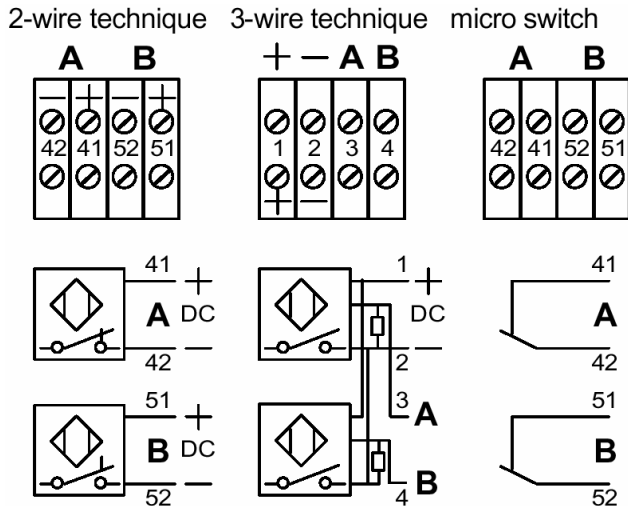 2-wire technique 3-wire technique micro switch
A B + − A B A B
− + − +
42 41 52 51 1 2 3 4 42 41 52 51
+ −
41 + 1 + 41
A DC DC A
42 − 2 − 42
51 + 3 A 51
B DC B
52 − 4 B 52